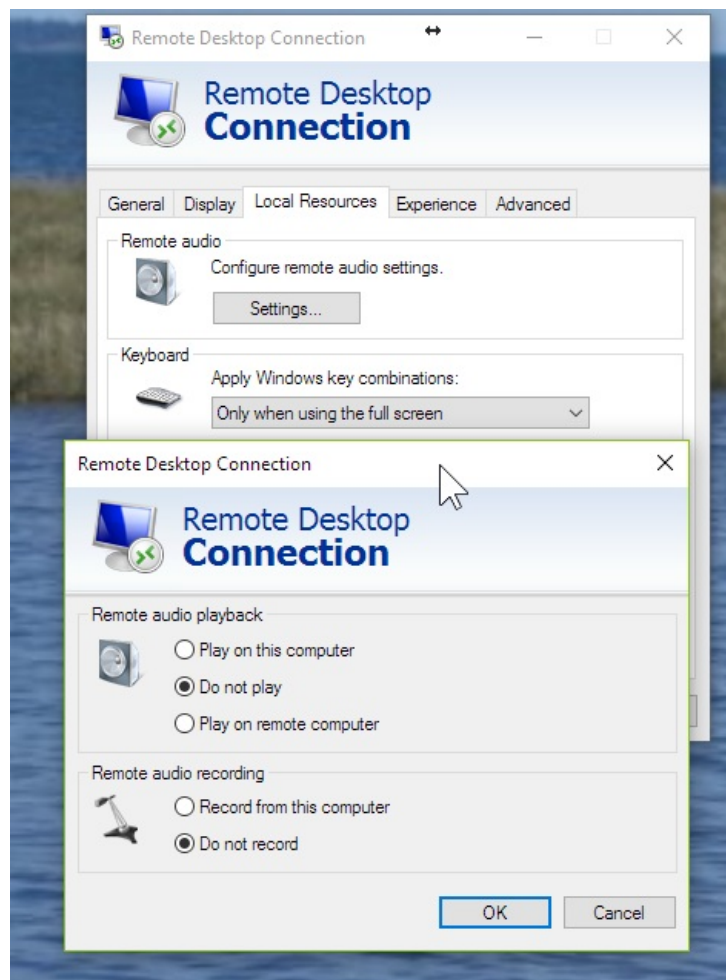 Remote Desktop Connection
Remote Desktop
Connection
General Display Local Resources Experience Advanced
Remote audio
Configure remote audio settings.
Settings...
Keyboard
Apply Windows key combinations:
Only when using the full screen
Remote Desktop Connection
Remote Desktop
Connection
Remote audio playback
Play on this computer
Do not play
Play on remote computer
Remote audio recording
Record from this computer
Do not record
OK Cancel